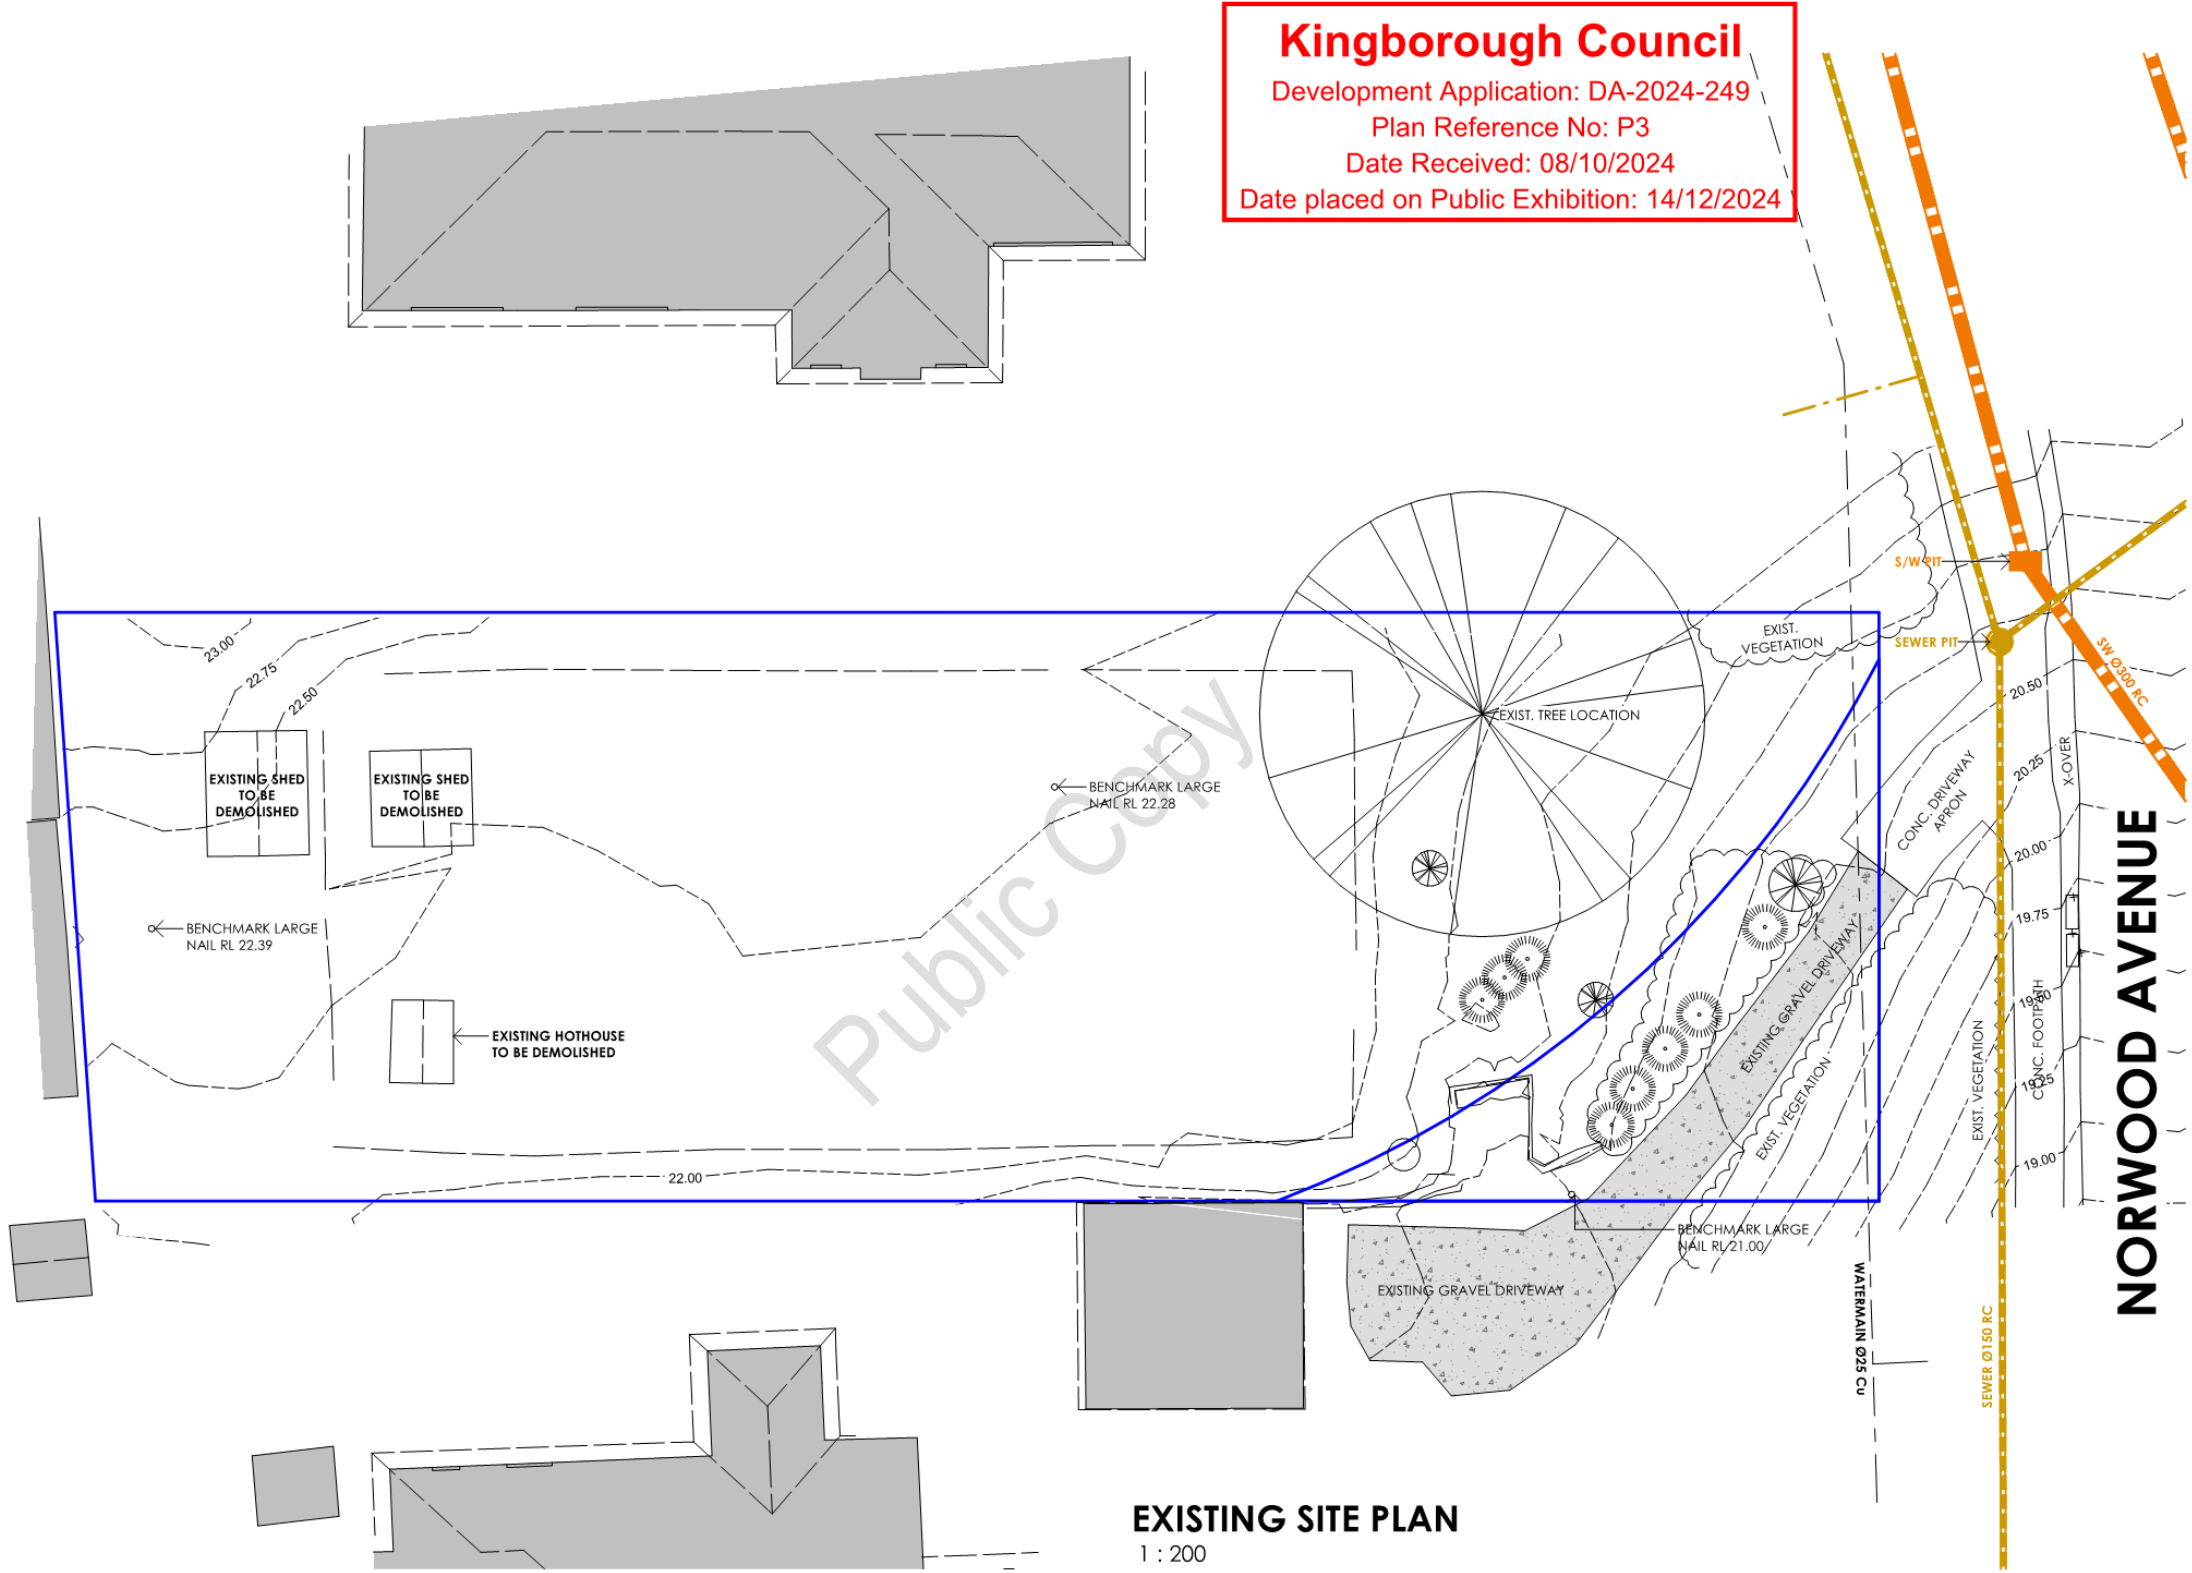 Kingborough Council
Development Application: DA-2024-249
Plan Reference No: P3
Date Received: 08/10/2024
Date placed on Public Exhibition: 14/12/2024
S/W PIT
SEWER PIT
EXIST.
VEGETATION
SW Ø300 RC
23.00
22.75
22.50
20.50
EXIST. TREE LOCATION
EXISTING SHED
TO BE
DEMOLISHED
EXISTING SHED
TO BE
DEMOLISHED
BENCHMARK LARGE
NAIL RL 22.28
CONC. DRIVEWAY
APRON
20.25
X-OVER
20.00
19.75
BENCHMARK LARGE
NAIL RL 22.39
Public Copy
EXISTING GRAVEL DRIVEWAY
19.50
NORWOOD AVENUE
EXISTING HOTHOUSE
TO BE DEMOLISHED
EXIST. VEGETATION
EXIST. VEGETATION
CONC. FOOTPATH
19.25
19.00
22.00
BENCHMARK LARGE
NAIL RL 21.00
EXISTING GRAVEL DRIVEWAY
WATERMAIN Ø25 Cu
SEWER Ø150 RC
EXISTING SITE PLAN
1 : 200